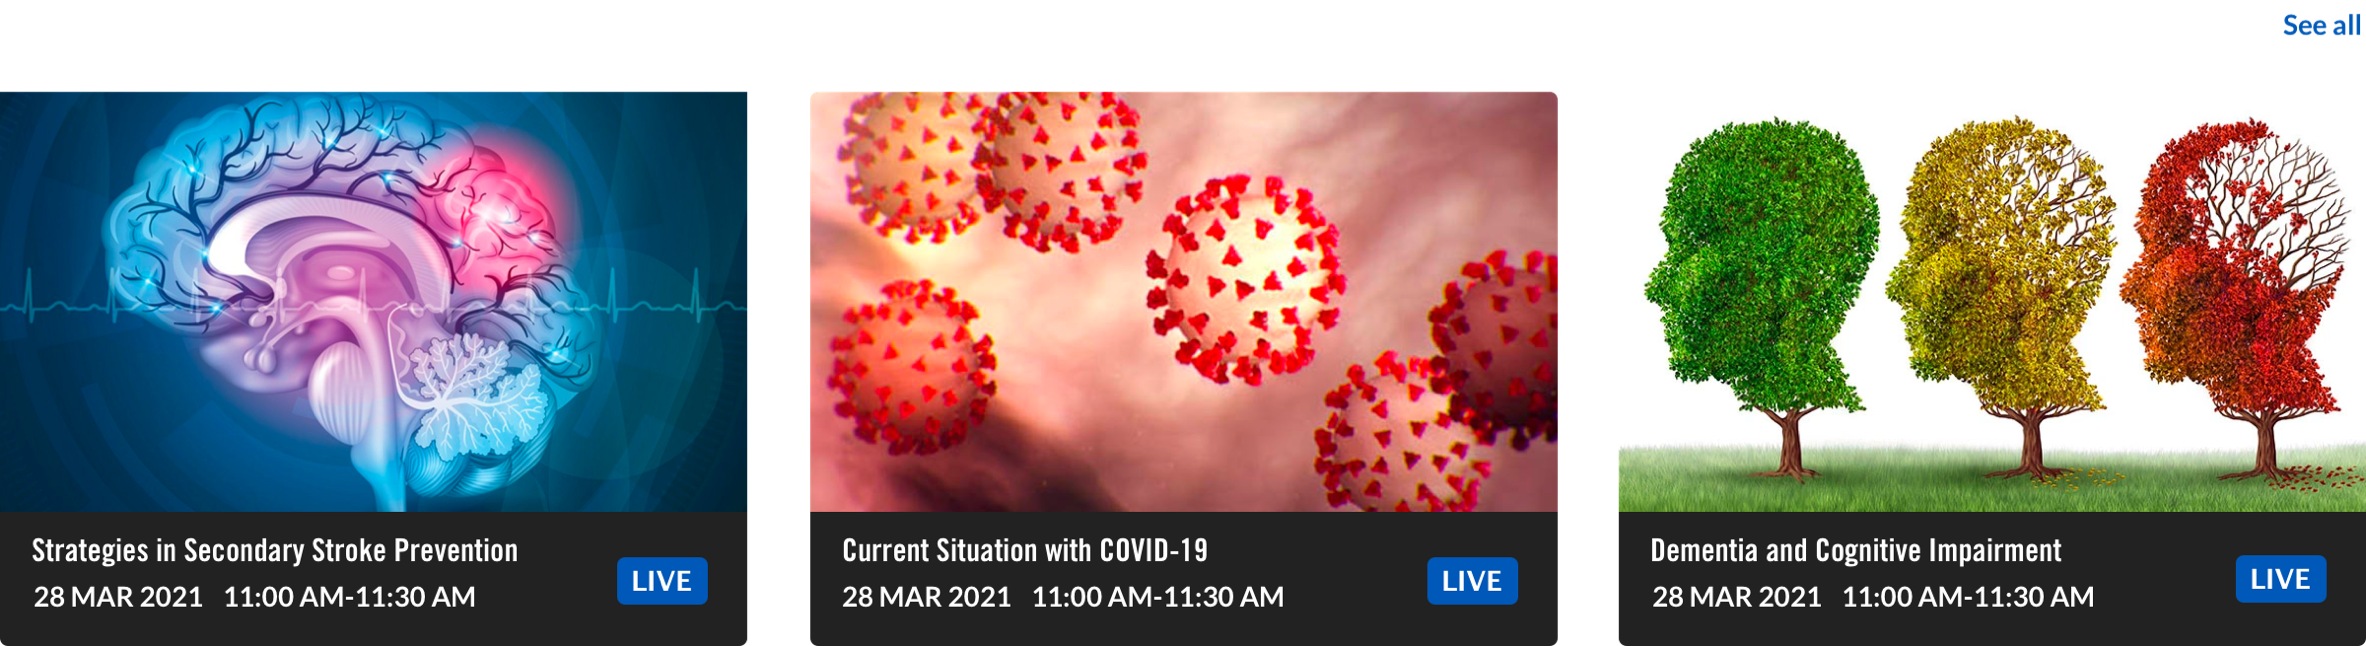 See all
Strategies in Secondary Stroke Prevention
28 MAR 2021 11:00 AM-11:30 AM
LIVE
Current Situation with COVID-19
28 MAR 2021 11:00 AM-11:30 AM
LIVE
Dementia and Cognitive Impairment
28 MAR 2021 11:00 AM-11:30 AM
LIVE